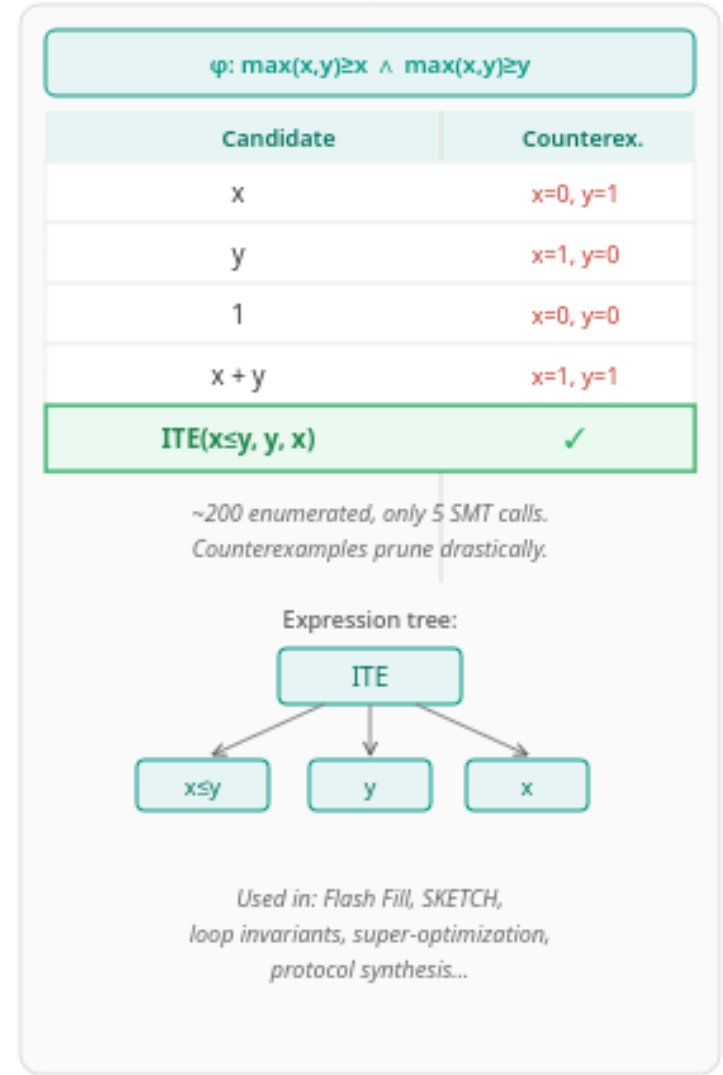 φ: max(x,y)≥x ∧ max(x,y)≥y
Candidate Counterex.
x x=0, y=1
y x=1, y=0
1 x=0, y=0
x + y x=1, y=1
ITE(x≤y, y, x) ✓
~200 enumerated, only 5 SMT calls.
Counterexamples prune drastically.
Expression tree:
ITE
x≤y y x
Used in: Flash Fill, SKETCH,
loop invariants, super-optimization,
protocol synthesis...